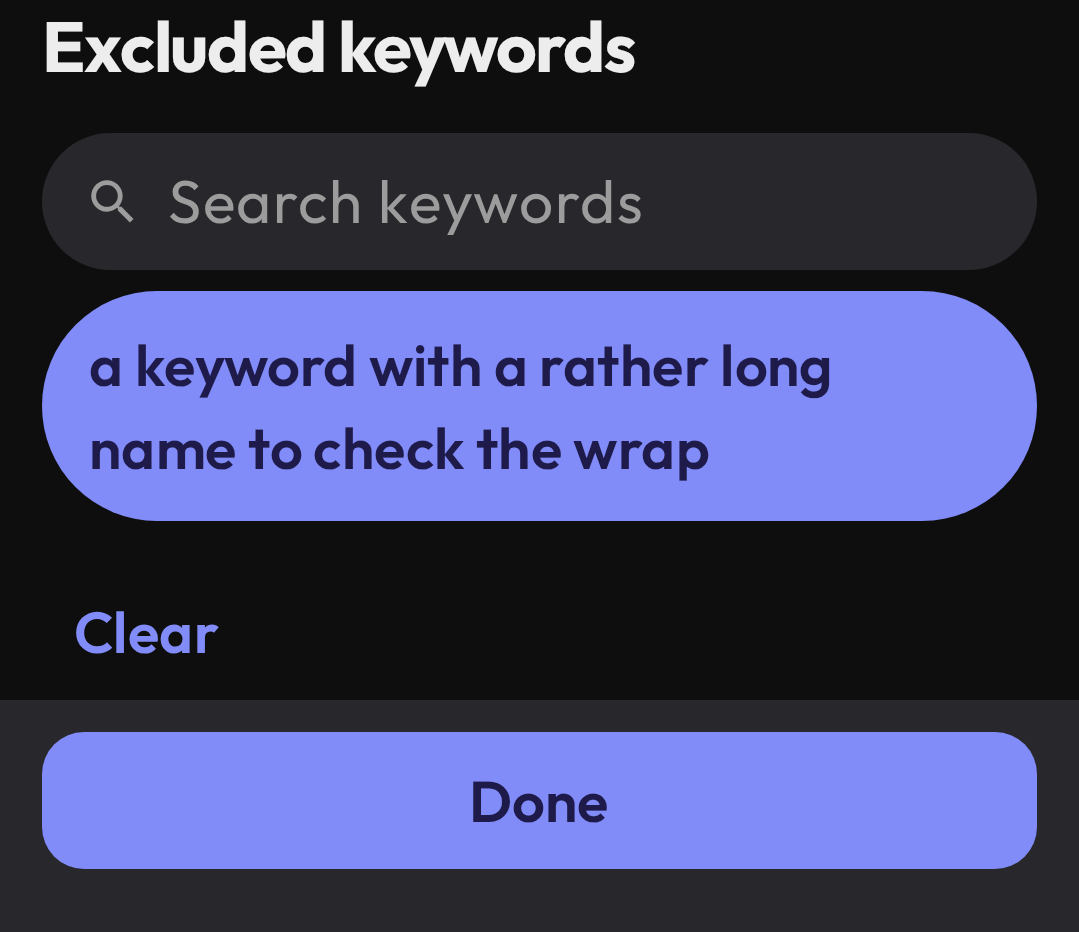 Excluded keywords
Search keywords
a keyword with a rather long
name to check the wrap
Clear
Done